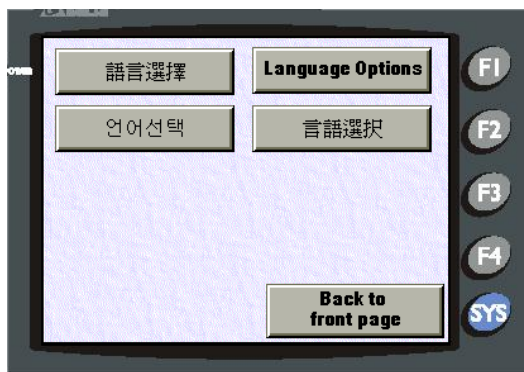 語言選擇
Language Options
언어선택
言語選択
Back to
front page
F1
F2
F3
F4
SYS